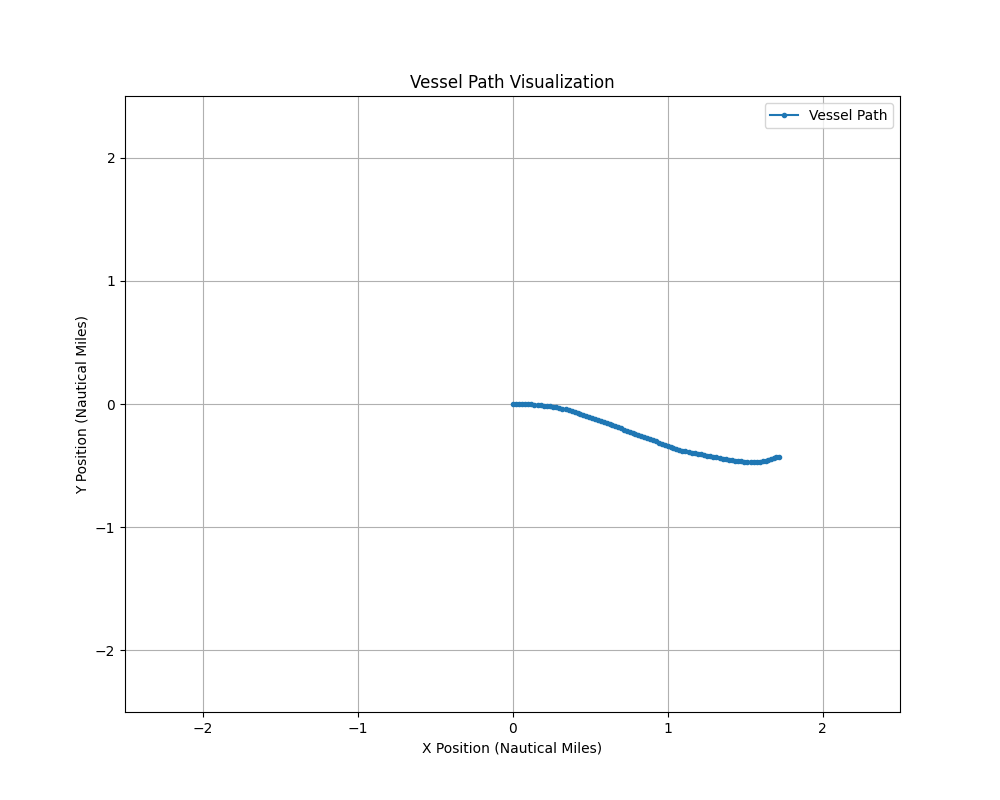 Vessel Path Visualization
Vessel Path
2
1
0
−1
−2
Y Position (Nautical Miles)
−2
−1
0
1
2
X Position (Nautical Miles)